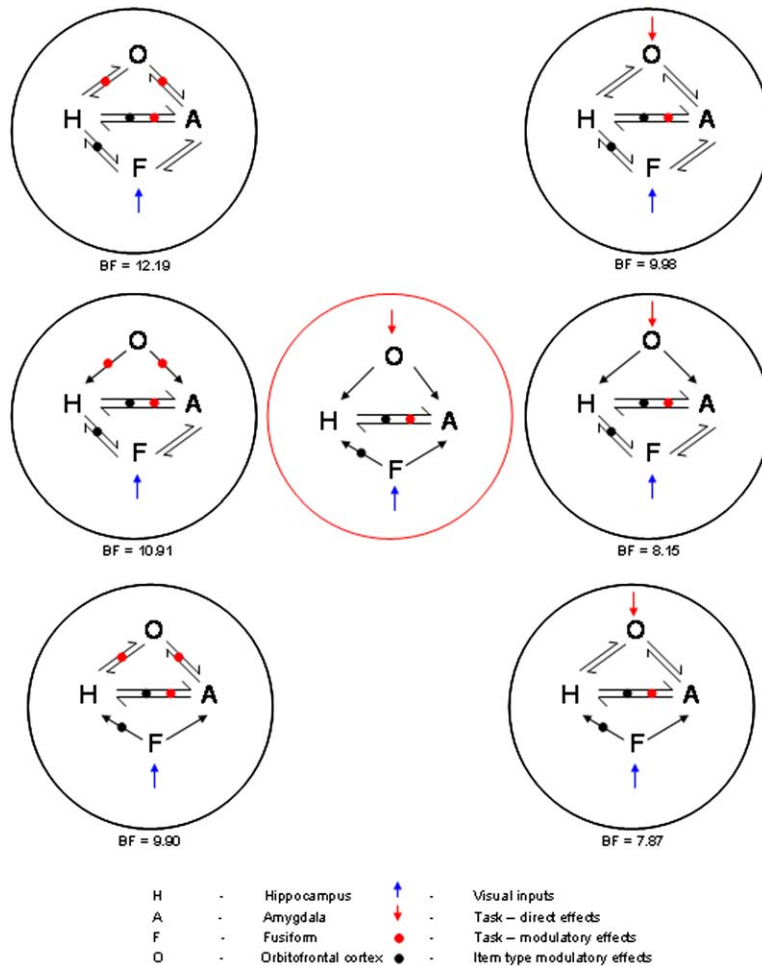 O
O
H
A
H
A
F
F
BF = 12.19
BF = 9.98
O
O
O
H
A
H
A
H
A
F
F
F
BF = 10.91
BF = 8.15
O
O
H
A
H
A
F
F
BF = 9.90
BF = 7.87
H - Hippocampus - Visual inputs
A - Amygdala - Task – direct effects
F - Fusiform - Task – modulatory effects
O - Orbitofrontal cortex - Item type modulatory effects